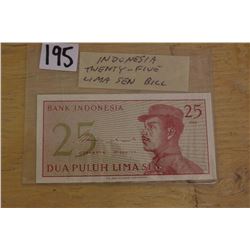 195
INDONESIA
TWENTY-FIVE
LIMA SEN BILL
BANK INDONESIA
25
25
DUA PULUH LIMA SEN